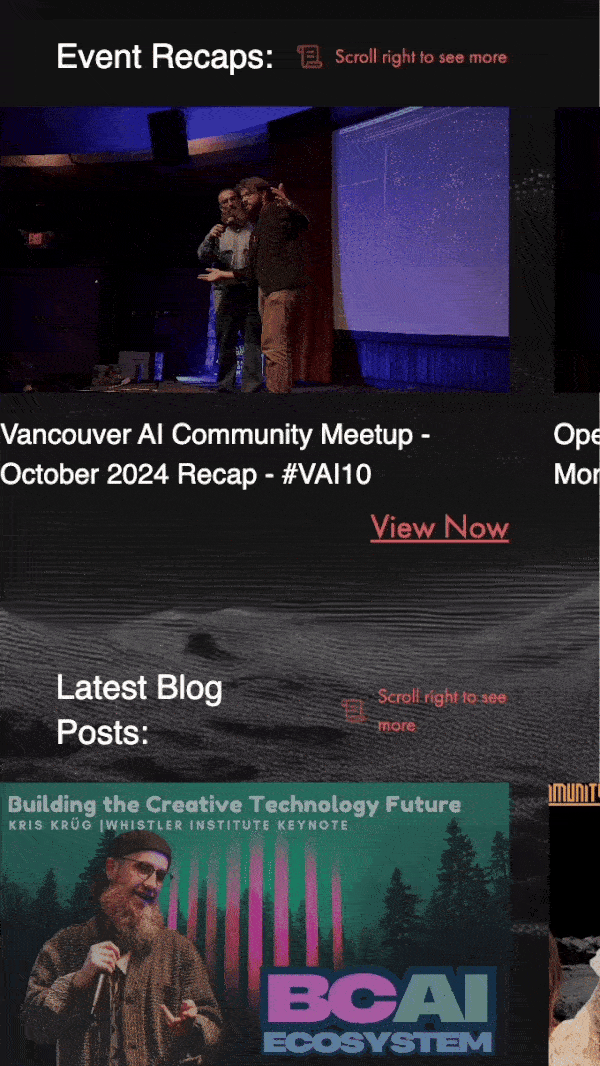 Event Recaps:
Scroll right to see more
Vancouver AI Community Meetup -
October 2024 Recap - #VAI10
Ope
Mor
View Now
Latest Blog
Posts:
Scroll right to see
more
Building the Creative Technology Future
KRIS KRÜG |WHISTLER INSTITUTE KEYNOTE
BCAI
ECOSYSTEM